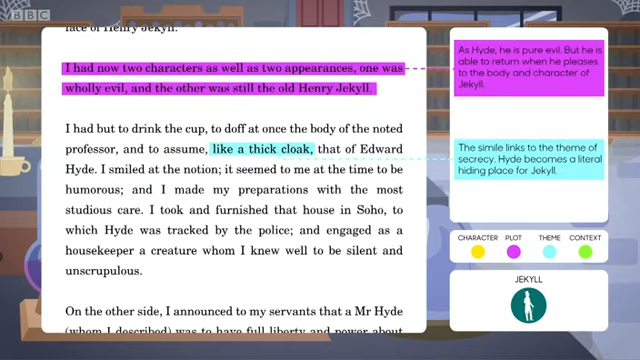 BBC
face of Henry Jekyll.
I had now two characters as well as two appearances, one was
wholly evil, and the other was still the old Henry Jekyll.
I had but to drink the cup, to doff at once the body of the noted
professor, and to assume, like a thick cloak, that of Edward
Hyde. I smiled at the notion; it seemed to me at the time to be
humorous; and I made my preparations with the most
studious care. I took and furnished that house in Soho, to
which Hyde was tracked by the police; and engaged as a
housekeeper a creature whom I knew well to be silent and
unscrupulous.
On the other side, I announced to my servants that a Mr Hyde
(whom I described) was to have full liberty and power about
As Hyde, he is pure evil. But he is
able to return when he pleases
to the body and character of
Jekyll.
The simile links to the theme of
secrecy. Hyde becomes a literal
hiding place for Jekyll.
CHARACTER PLOT THEME CONTEXT
JEKYLL